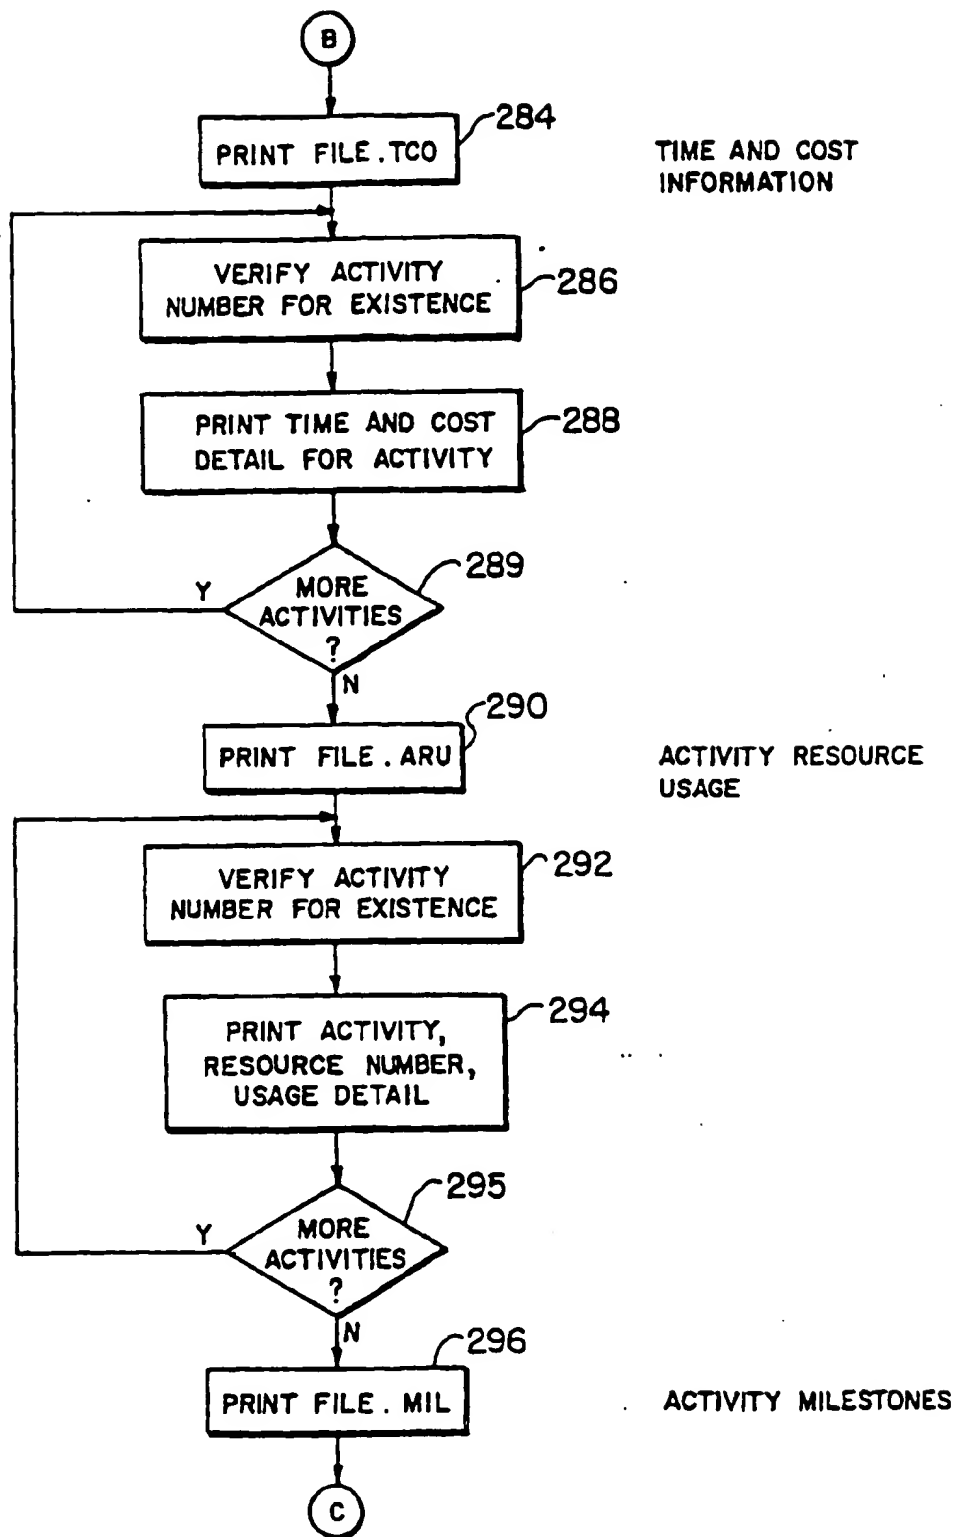 B
284
PRINT FILE.TCO
TIME AND COST
INFORMATION
VERIFY ACTIVITY
NUMBER FOR EXISTENCE
286
PRINT TIME AND COST
DETAIL FOR ACTIVITY
288
289
Y
MORE
ACTIVITIES
?
N
290
PRINT FILE . ARU
ACTIVITY RESOURCE
USAGE
292
VERIFY ACTIVITY
NUMBER FOR EXISTENCE
294
PRINT ACTIVITY,
RESOURCE NUMBER,
USAGE DETAIL
295
Y
MORE
ACTIVITIES
?
N
296
PRINT FILE . MIL
ACTIVITY MILESTONES
C